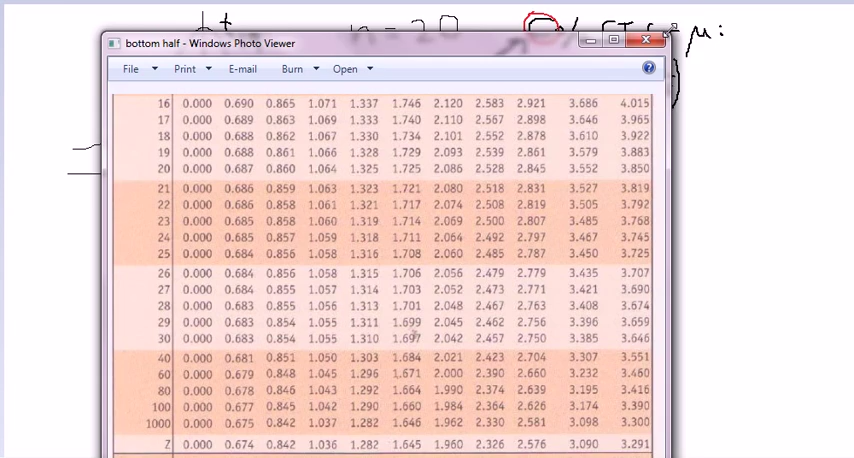 n = 20 % CI for μ:
bottom half - Windows Photo Viewer
File Print E-mail Burn Open
16 0.000 0.690 0.865 1.071 1.337 1.746 2.120 2.583 2.921 3.686 4.015
17 0.000 0.689 0.863 1.069 1.333 1.740 2.110 2.567 2.898 3.646 3.965
18 0.000 0.688 0.862 1.067 1.330 1.734 2.101 2.552 2.878 3.610 3.922
19 0.000 0.688 0.861 1.066 1.328 1.729 2.093 2.539 2.861 3.579 3.883
20 0.000 0.687 0.860 1.064 1.325 1.725 2.086 2.528 2.845 3.552 3.850
21 0.000 0.686 0.859 1.063 1.323 1.721 2.080 2.518 2.831 3.527 3.819
22 0.000 0.686 0.858 1.061 1.321 1.717 2.074 2.508 2.819 3.505 3.792
23 0.000 0.685 0.858 1.060 1.319 1.714 2.069 2.500 2.807 3.485 3.768
24 0.000 0.685 0.857 1.059 1.318 1.711 2.064 2.492 2.797 3.467 3.745
25 0.000 0.684 0.856 1.058 1.316 1.708 2.060 2.485 2.787 3.450 3.725
26 0.000 0.684 0.856 1.058 1.315 1.706 2.056 2.479 2.779 3.435 3.707
27 0.000 0.684 0.855 1.057 1.314 1.703 2.052 2.473 2.771 3.421 3.690
28 0.000 0.683 0.855 1.056 1.313 1.701 2.048 2.467 2.763 3.408 3.674
29 0.000 0.683 0.854 1.055 1.311 1.699 2.045 2.462 2.756 3.396 3.659
30 0.000 0.683 0.854 1.055 1.310 1.697 2.042 2.457 2.750 3.385 3.646
40 0.000 0.681 0.851 1.050 1.303 1.684 2.021 2.423 2.704 3.307 3.551
60 0.000 0.679 0.848 1.045 1.296 1.671 2.000 2.390 2.660 3.232 3.460
80 0.000 0.678 0.846 1.043 1.292 1.664 1.990 2.374 2.639 3.195 3.416
100 0.000 0.677 0.845 1.042 1.290 1.660 1.984 2.364 2.626 3.174 3.390
1000 0.000 0.675 0.842 1.037 1.282 1.646 1.962 2.330 2.581 3.098 3.300
Z 0.000 0.674 0.842 1.036 1.282 1.645 1.960 2.326 2.576 3.090 3.291